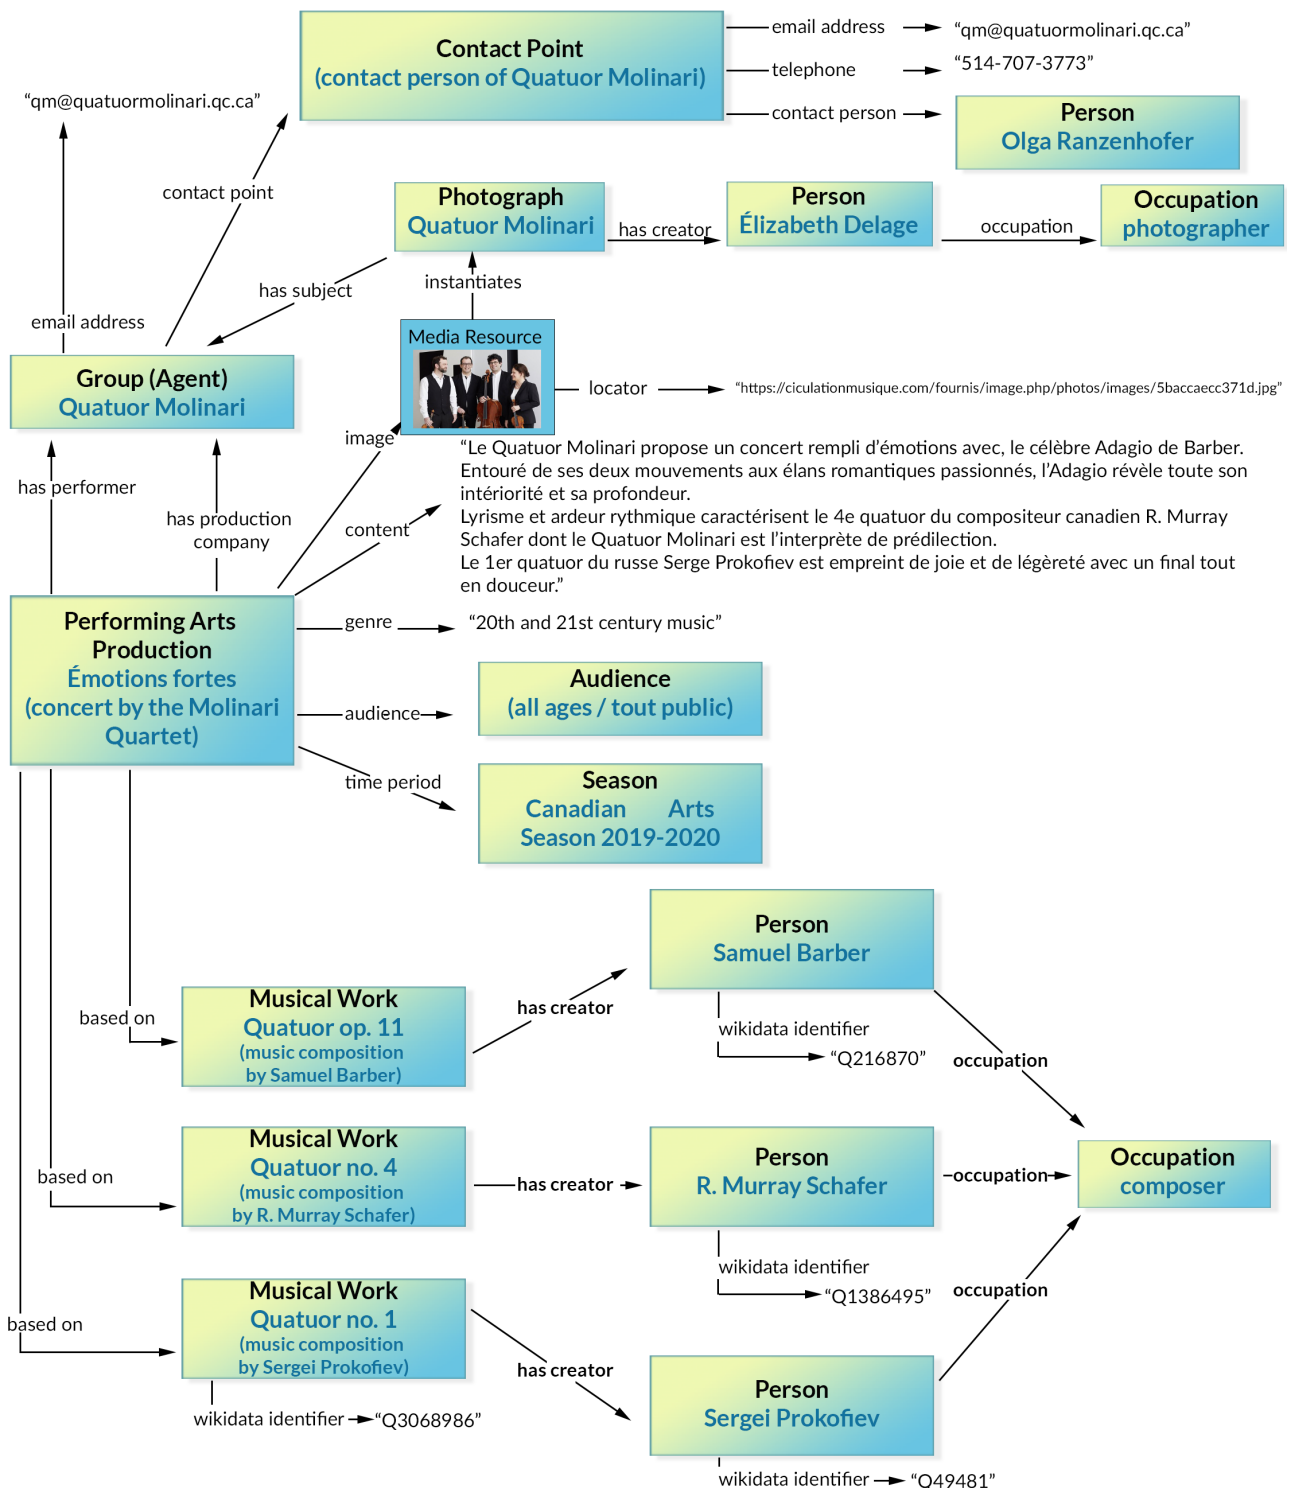 Contact Point
(contact person of Quatuor Molinari)
email address
“qm@quatuormolinari.qc.ca”
telephone
“514-707-3773”
contact person
Person
Olga Ranzenhofer
“qm@quatuormolinari.qc.ca”
contact point
email address
Photograph
Quatuor Molinari
has creator
Person
Élizabeth Delage
occupation
Occupation
photographer
has subject
instantiates
Group (Agent)
Quatuor Molinari
Media Resource
locator
“https://ciculationmusique.com/fournis/image.php/photos/images/5baccaecc371d.jpg”
image
has performer
has production
company
content
“Le Quatuor Molinari propose un concert rempli d’émotions avec, le célèbre Adagio de Barber.
Entouré de ses deux mouvements aux élans romantiques passionnés, l’Adagio révèle toute son
intériorité et sa profondeur.
Lyrisme et ardeur rythmique caractérisent le 4e quatuor du compositeur canadien R. Murray
Schafer dont le Quatuor Molinari est l’interprète de prédilection.
Le 1er quatuor du russe Serge Prokofiev est empreint de joie et de légèreté avec un final tout
en douceur.”
Performing Arts
Production
Émotions fortes
(concert by the Molinari
Quartet)
genre
“20th and 21st century music”
audience
Audience
(all ages / tout public)
time period
Season
Canadian Arts
Season 2019-2020
based on
Musical Work
Quatuor op. 11
(music composition
by Samuel Barber)
has creator
Person
Samuel Barber
wikidata identifier
“Q216870”
occupation
based on
Musical Work
Quatuor no. 4
(music composition
by R. Murray Schafer)
has creator
Person
R. Murray Schafer
occupation
Occupation
composer
wikidata identifier
“Q1386495”
based on
Musical Work
Quatuor no. 1
(music composition
by Sergei Prokofiev)
wikidata identifier
“Q3068986”
has creator
occupation
Person
Sergei Prokofiev
wikidata identifier
“Q49481”